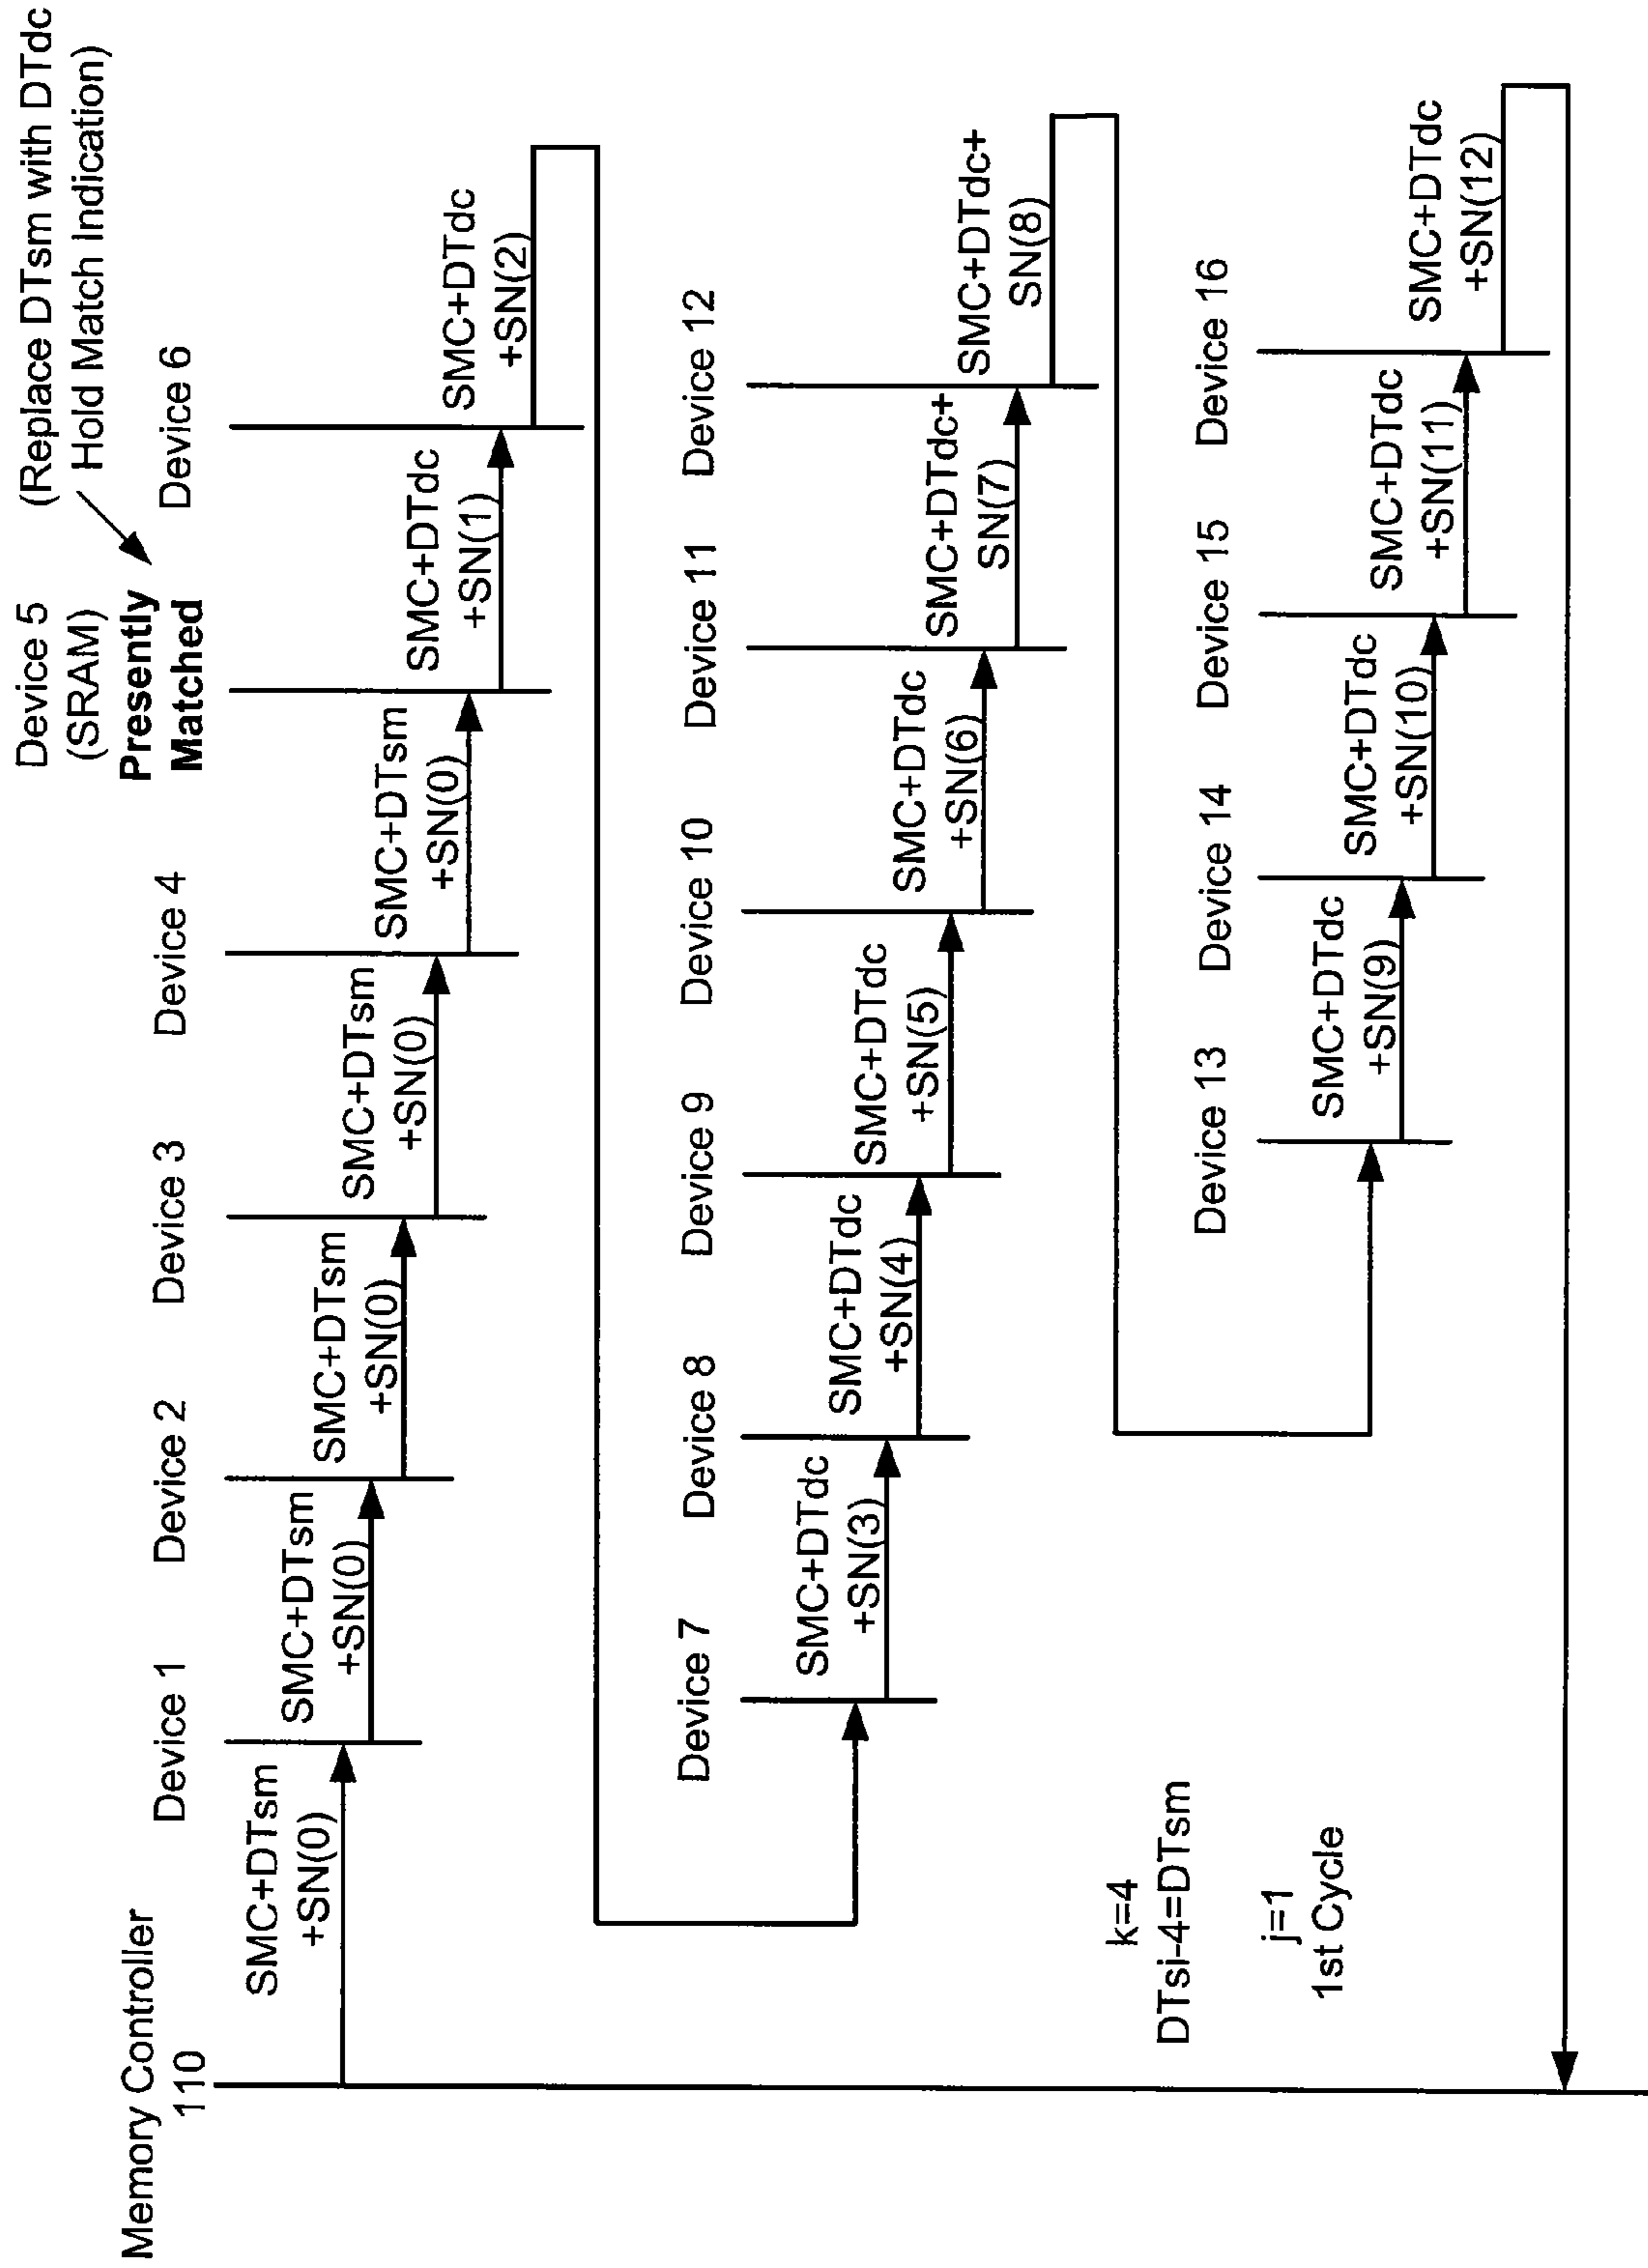 Memory Controller
110
Device 1
Device 2
Device 3
Device 4
Device 5
(SRAM)
Presently
Matched
(Replace DTsm with DTdc
Hold Match Indication)
Device 6
SMC+DTsm
+SN(0)
SMC+DTsm
+SN(0)
SMC+DTsm
+SN(0)
SMC+DTsm
+SN(0)
SMC+DTsm
+SN(0)
SMC+DTdc
+SN(1)
SMC+DTdc
+SN(2)
Device 7
Device 8
Device 9
Device 10
Device 11
Device 12
SMC+DTdc
+SN(3)
SMC+DTdc
+SN(4)
SMC+DTdc
+SN(5)
SMC+DTdc
+SN(6)
SMC+DTdc+
SN(7)
SMC+DTdc+
SN(8)
Device 13
Device 14
Device 15
Device 16
SMC+DTdc
+SN(9)
SMC+DTdc
+SN(10)
SMC+DTdc
+SN(11)
SMC+DTdc
+SN(12)
k=4
DTsi-4=DTsm
j=1
1st Cycle